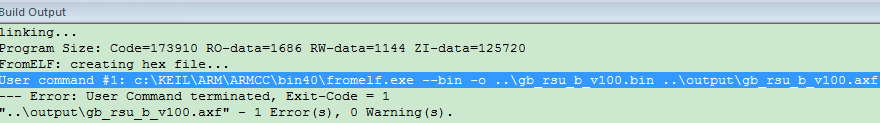 Build Output
linking...
Program Size: Code=173910 RO-data=1686 RW-data=1144 ZI-data=125720
FromELF: creating hex file...
User command #1: c:\KEIL\ARM\ARMCC\bin40\fromelf.exe --bin -o ..\gb_rsu_b_v100.bin ..\output\gb_rsu_b_v100.axf
--- Error: User Command terminated, Exit-Code = 1
"..\output\gb_rsu_b_v100.axf" - 1 Error(s), 0 Warning(s).